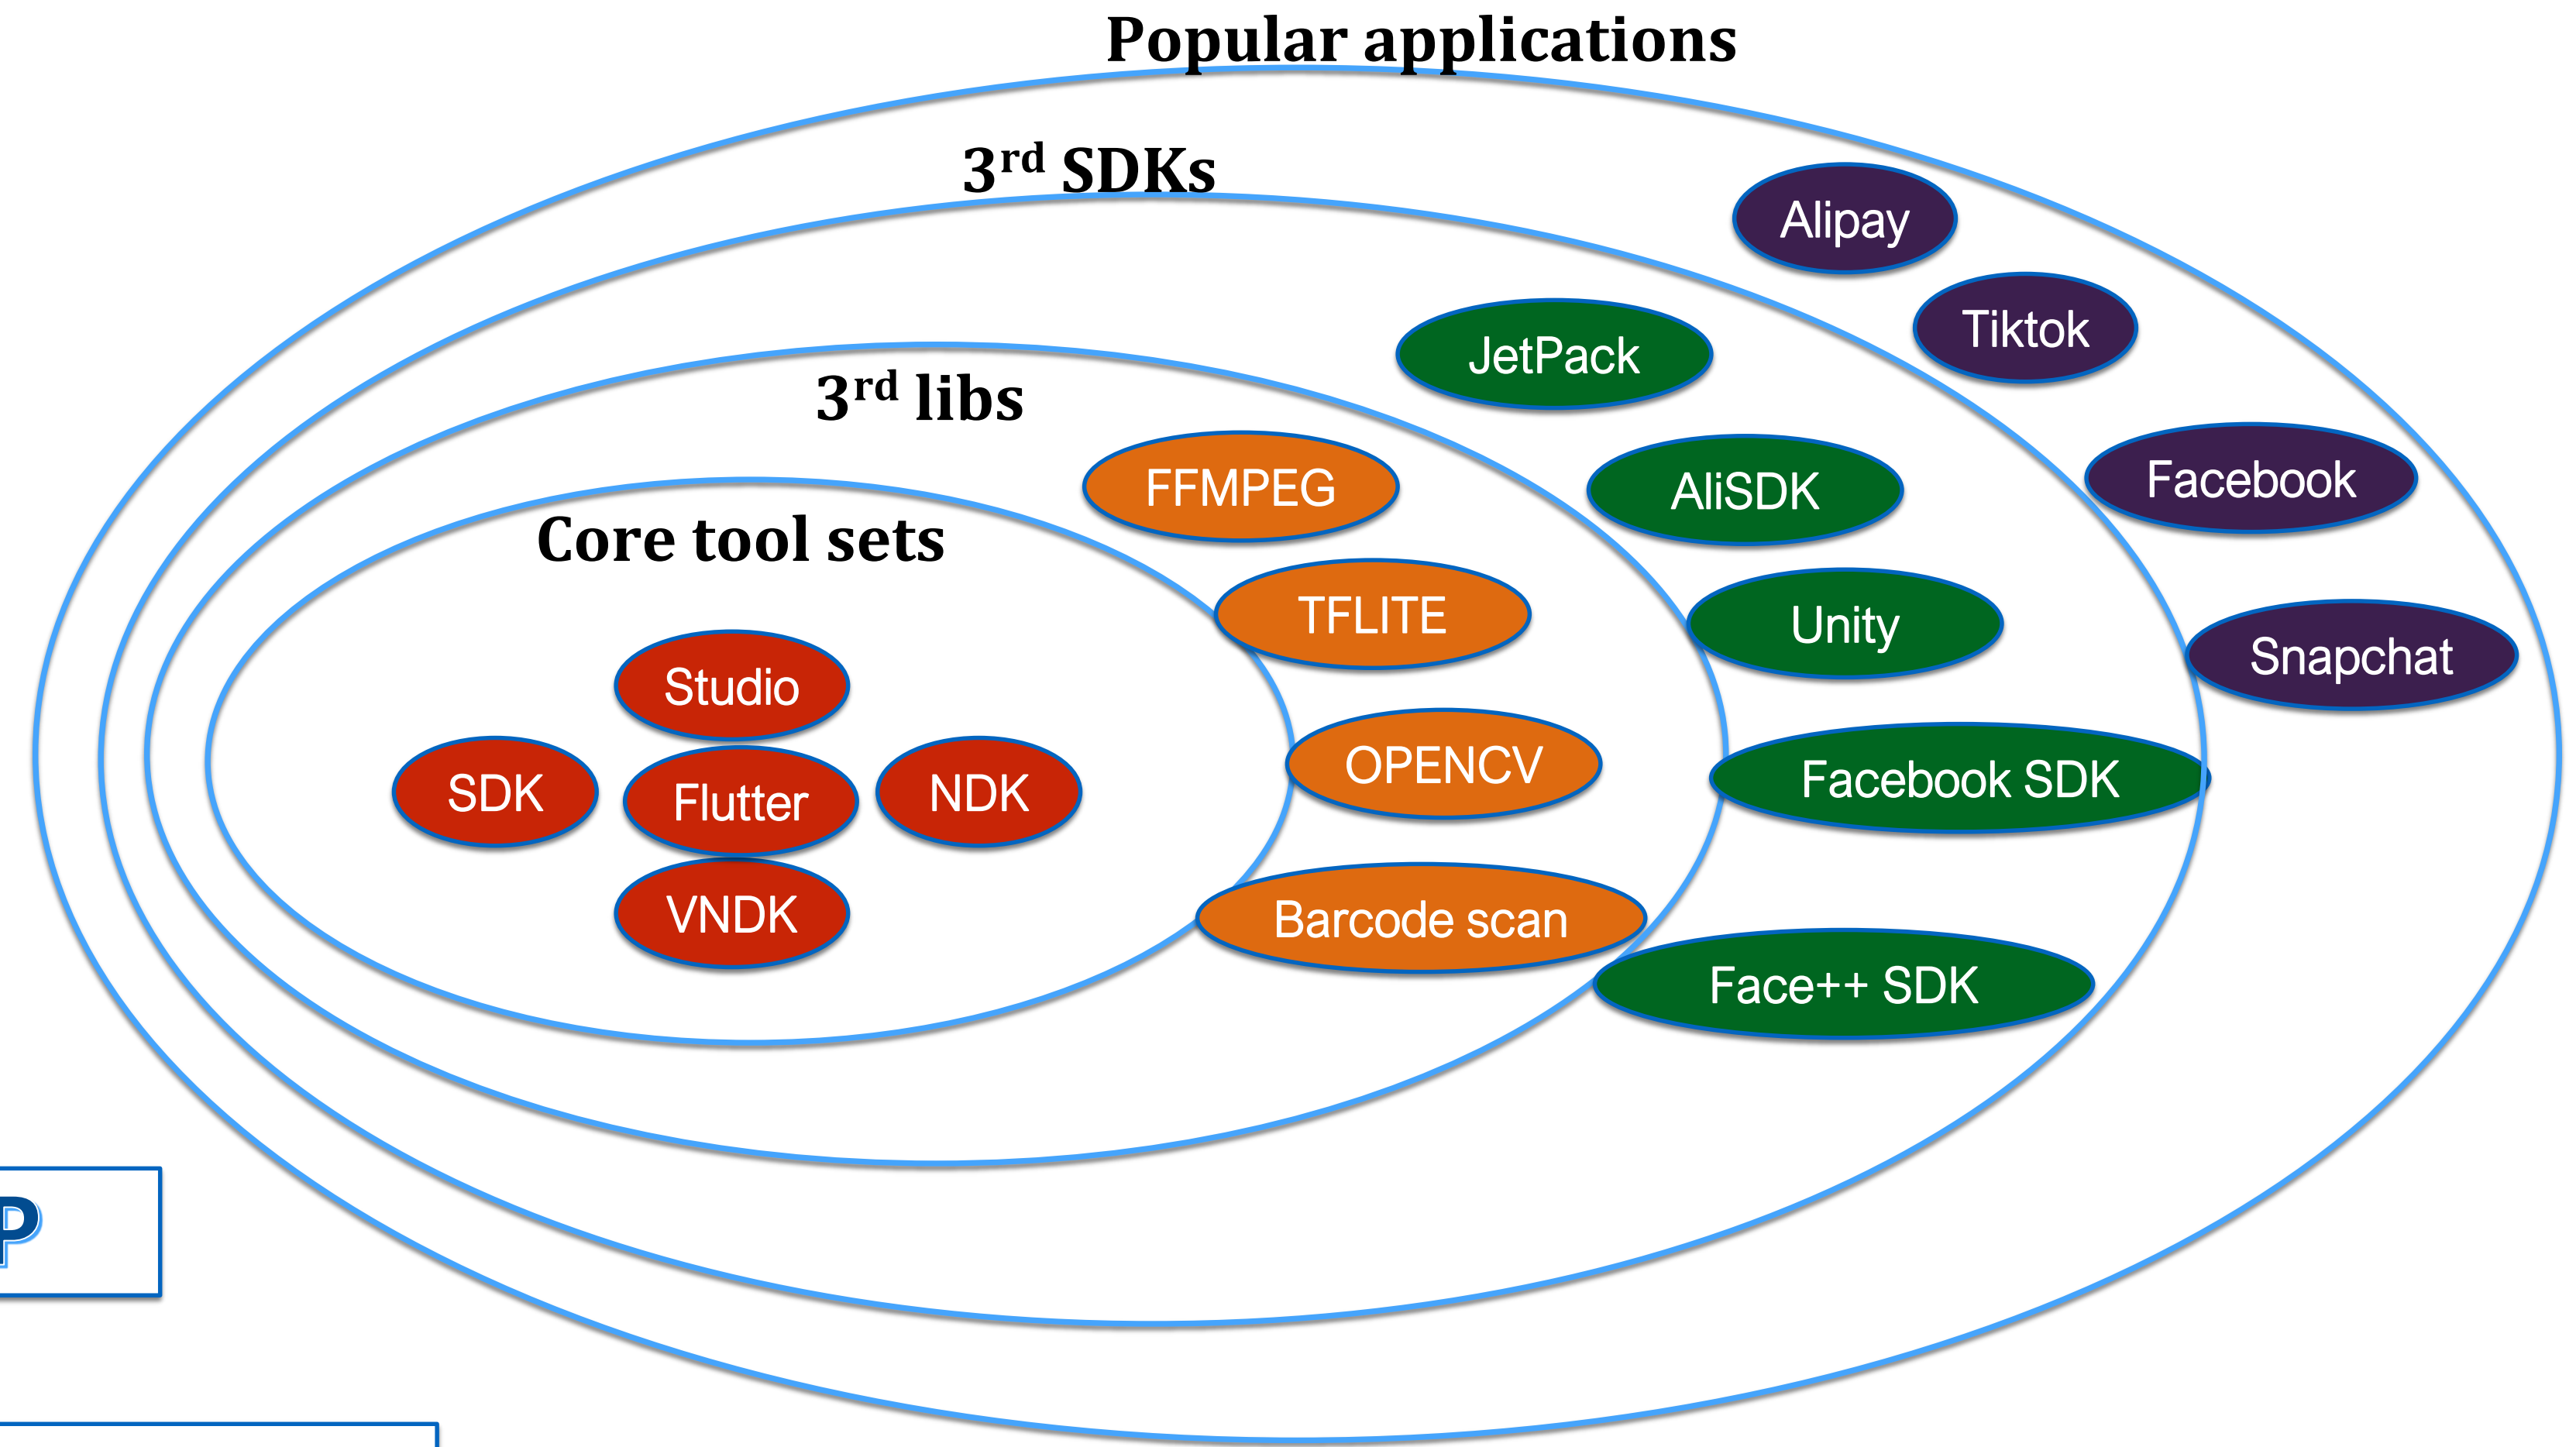 Popular applications
3rd SDKs
Alipay
Tiktok
JetPack
3rd libs
FFMPEG
AliSDK
Facebook
Core tool sets
TFLITE
Unity
Snapchat
Studio
SDK
Flutter
NDK
OPENCV
Facebook SDK
VNDK
Barcode scan
Face++ SDK
P